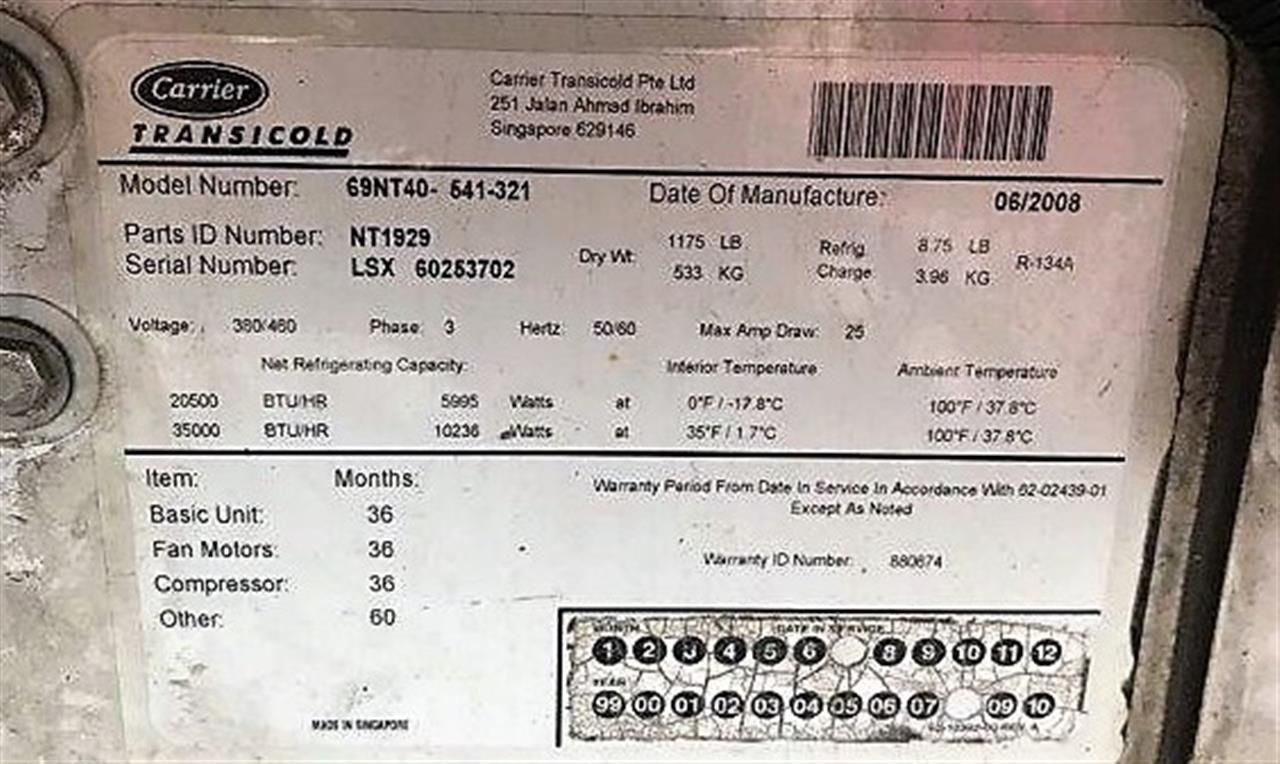 Carrier
TRANSICOLD
Carrier Transicold Pte Ltd
251 Jalan Ahmad Ibrahim
Singapore 629146
Model Number: 69NT40- 541-321 Date Of Manufacture: 06/2008
Parts ID Number: NT1929
Serial Number: LSX 60253702
Dry Wt: 1175 LB Refrig 8.75 LB R-134A
533 KG Charge 3.96 KG
Voltage: 380/460 Phase: 3 Hertz 50/60 Max Amp Draw: 25
Net Refrigerating Capacity: Interior Temperature Ambient Temperature
20500 BTU/HR 5995 Watts at 0°F / -17.8°C 100°F / 37.8°C
35000 BTU/HR 10236 Watts at 35°F / 1.7°C 100°F / 37.8°C
Item: Months:
Basic Unit: 36
Fan Motors: 36
Compressor: 36
Other: 60
Warranty Period From Date In Service In Accordance With 62-02439-01
Except As Noted
Warranty ID Number: 880674
MONTH DATE IN SERVICE
1 2 3 4 5 6 8 9 10 11 12
YEAR
99 00 01 02 03 04 05 06 07 09 10
MADE IN SINGAPORE